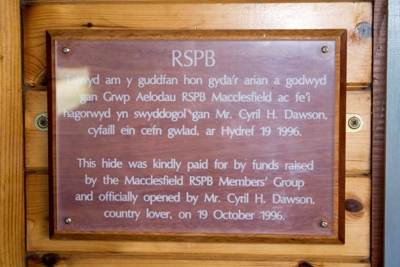 RSPB
Talwyd am y guddfan hon gyda'r arian a godwyd
gan Grwp Aelodau RSPB Macclesfield ac fe'i
hagorwyd yn swyddogol gan Mr. Cyril H. Dawson,
cyfaill ein cefn gwlad, ar Hydref 19 1996.
This hide was kindly paid for by funds raised
by the Macclesfield RSPB Members' Group
and officially opened by Mr. Cyril H. Dawson,
country lover, on 19 October 1996.